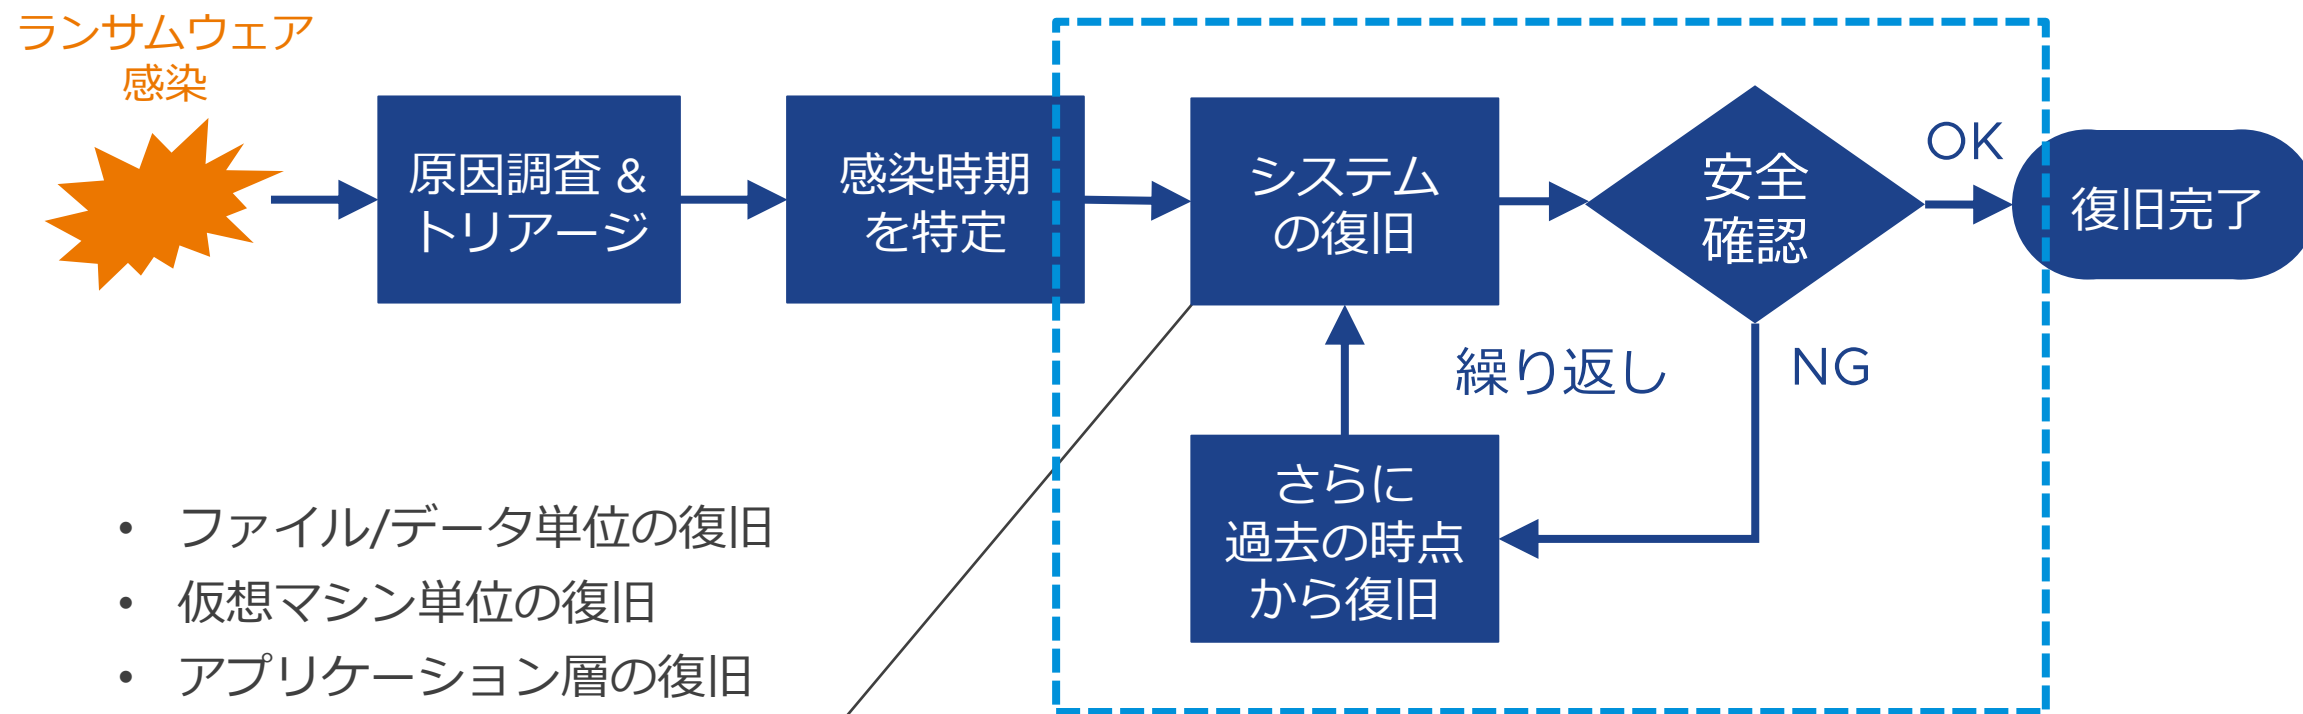 ランサムウェア
感染
原因調査 &
トリアージ
感染時期
を特定
システム
の復旧
安全
確認
OK
復旧完了
繰り返し
NG
さらに
過去の時点
から復旧
• ファイル/データ単位の復旧
• 仮想マシン単位の復旧
• アプリケーション層の復旧